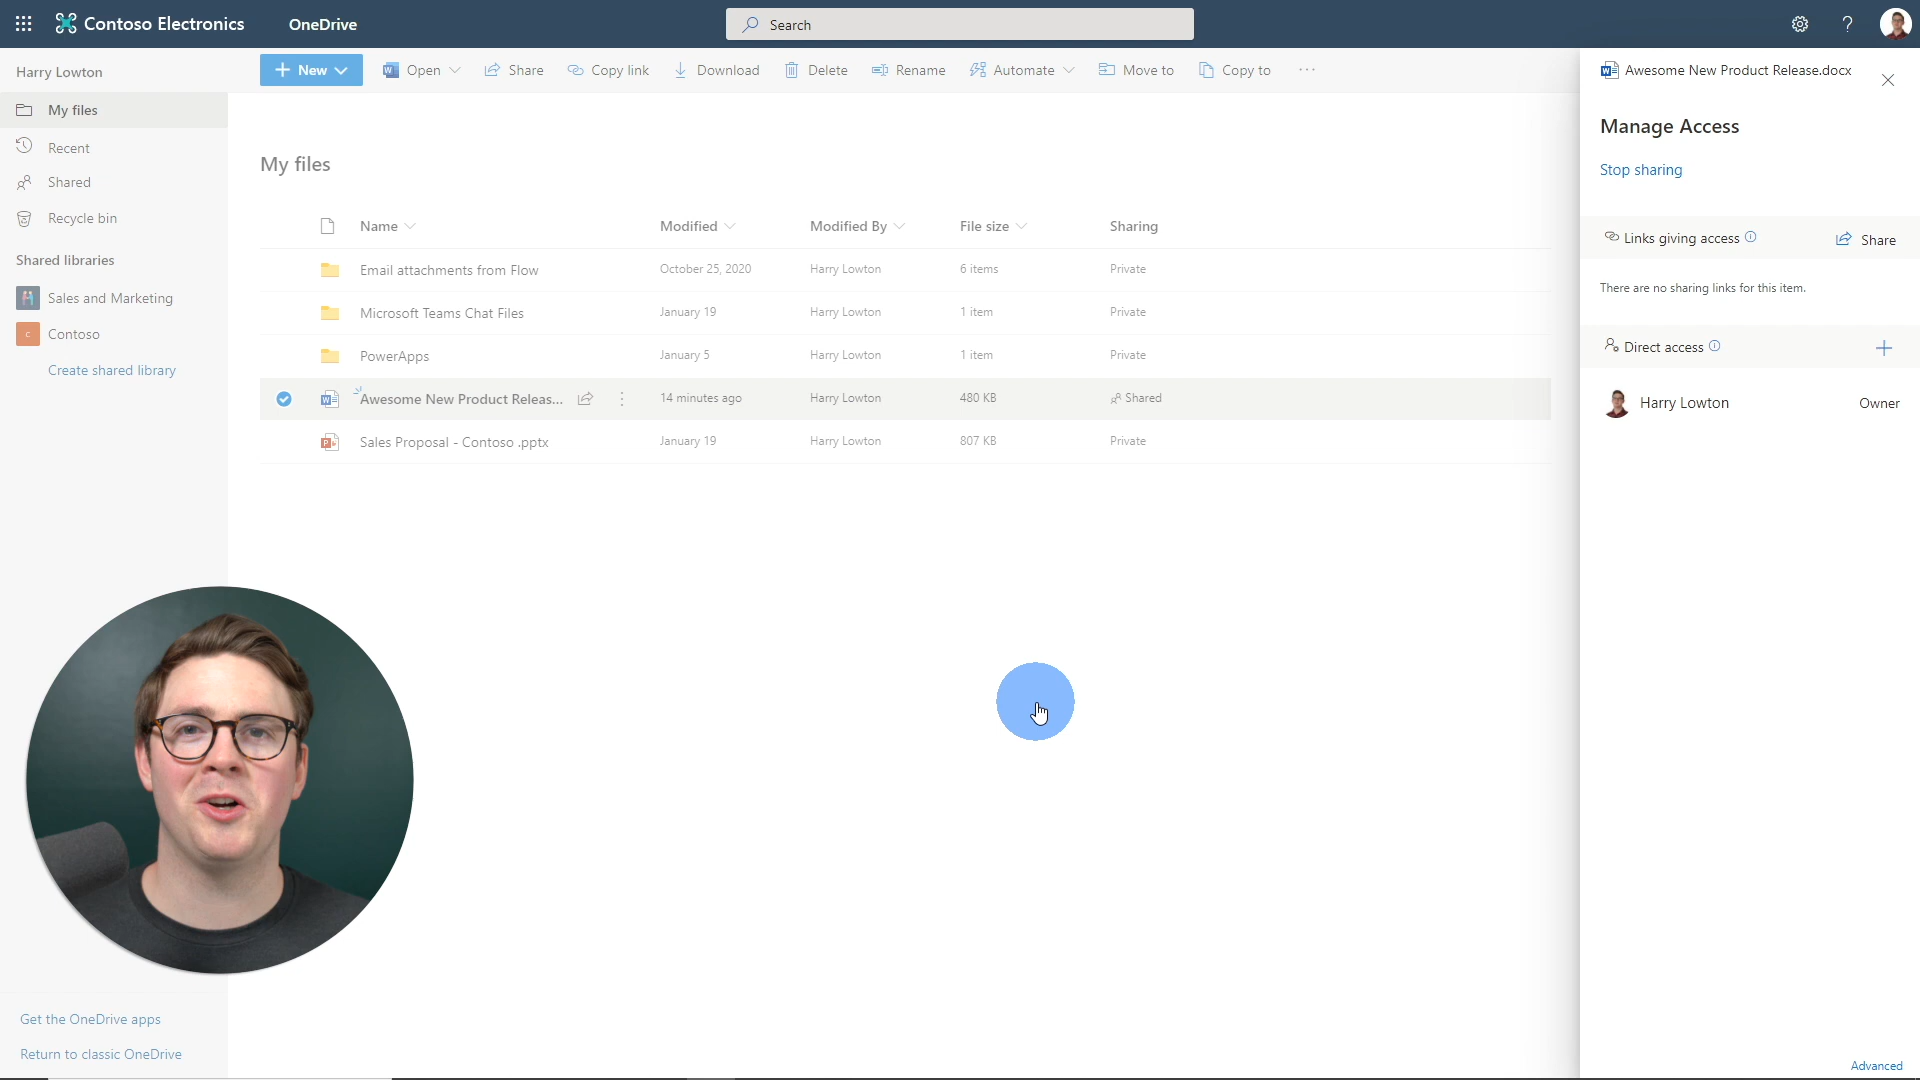 Contoso Electronics
OneDrive
Search
?
Harry Lowton
My files
Recent
Shared
Recycle bin
Shared libraries
Sales and Marketing
C Contoso
Create shared library
Get the OneDrive apps
Return to classic OneDrive
+ New
Open
Share
Copy link
Download
Delete
Rename
Automate
Move to
Copy to
...
My files
Name Modified Modified By File size Sharing
Email attachments from Flow October 25, 2020 Harry Lowton 6 items Private
Microsoft Teams Chat Files January 19 Harry Lowton 1 item Private
PowerApps January 5 Harry Lowton 1 item Private
Awesome New Product Releas... 14 minutes ago Harry Lowton 480 KB Shared
Sales Proposal - Contoso .pptx January 19 Harry Lowton 807 KB Private
Awesome New Product Release.docx
Manage Access
Stop sharing
Links giving access Share
There are no sharing links for this item.
Direct access
Harry Lowton Owner
Advanced